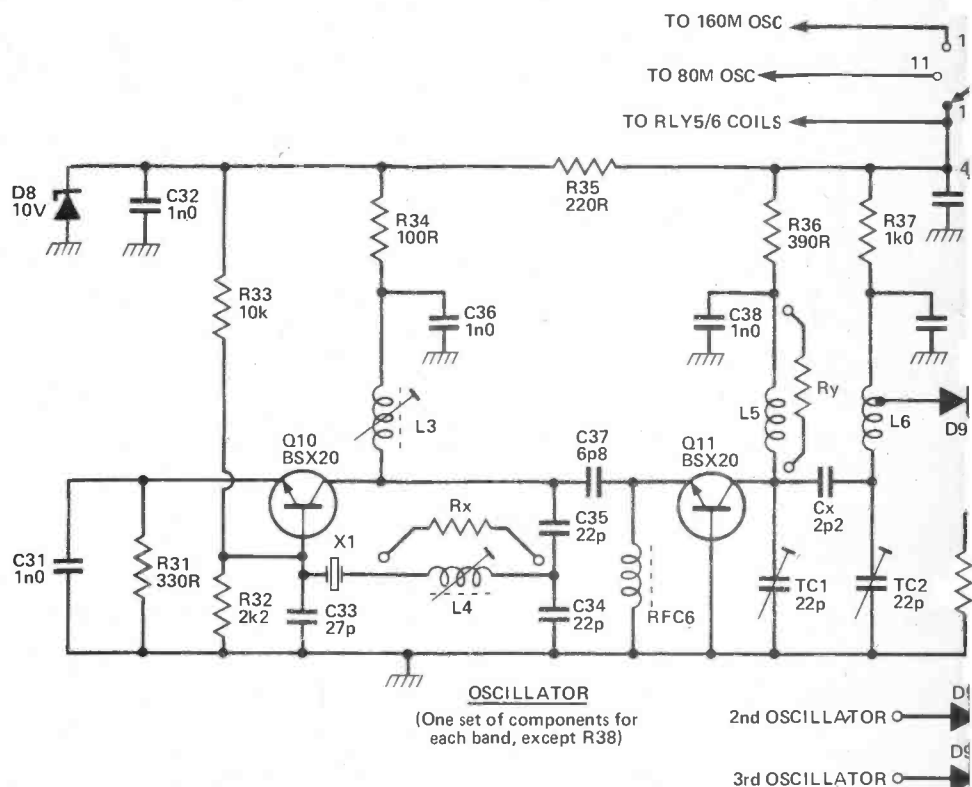 TO 160M OSC
1
11
TO 80M OSC
1
TO RLY5/6 COILS
4
D8
10V
C32
1n0
R35
220R
R34
100R
R36
390R
R37
1k0
R33
10k
C36
1n0
C38
1n0
Ry
L3
L5
L6
D9
Q10
BSX20
C37
6p8
Q11
BSX20
Cx
2p2
Rx
C35
22p
X1
C31
1n0
R31
330R
R32
2k2
C33
27p
L4
C34
22p
RFC6
TC1
22p
TC2
22p
OSCILLATOR
(One set of components for
each band, except R38)
2nd OSCILLATOR
3rd OSCILLATOR